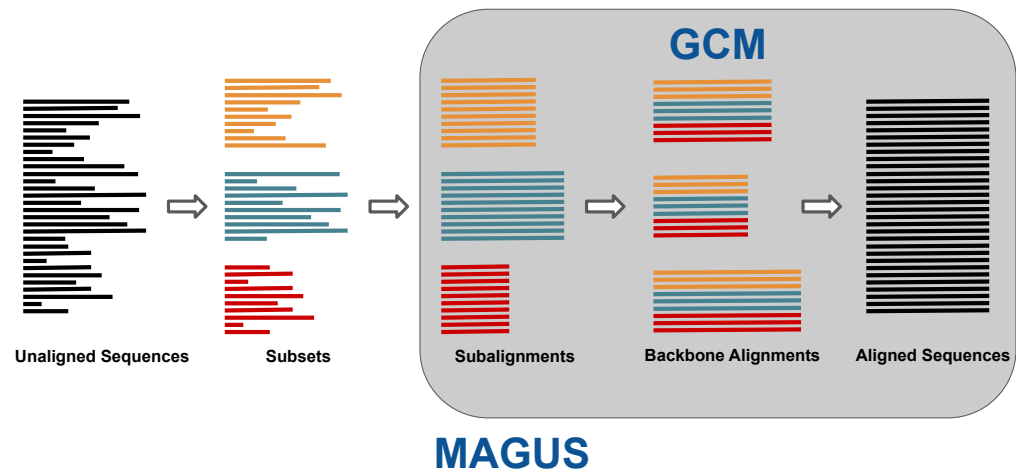 GCM
Unaligned Sequences
Subsets
Subalignments
Backbone Alignments
Aligned Sequences
MAGUS